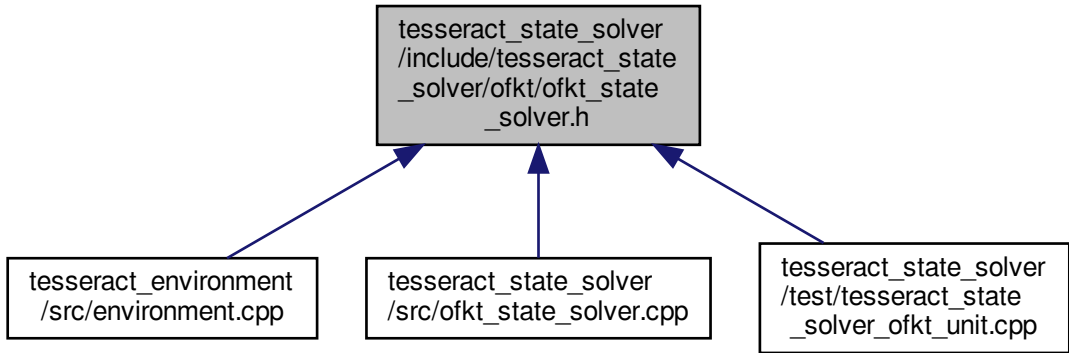 tesseract_state_solver
/include/tesseract_state
_solver/ofkt/ofkt_state
_solver.h
tesseract_environment
/src/environment.cpp
tesseract_state_solver
/src/ofkt_state_solver.cpp
tesseract_state_solver
/test/tesseract_state
_solver_ofkt_unit.cpp